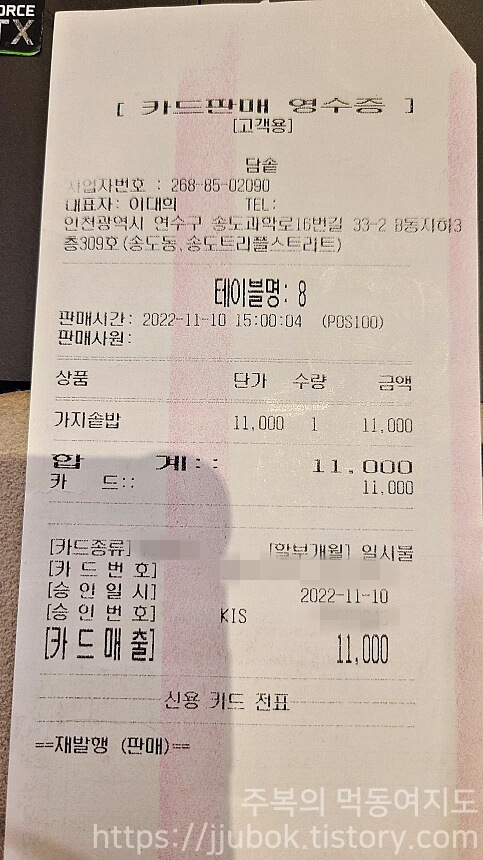 ORCE
TX
[ 카드판매 영수증 ]
[고객용]
담솥
사업자번호 : 268-85-02090
대표자: 이대의 TEL:
인천광역시 연수구 송도과학로16번길 33-2 B동지하3
층309호(송도동,송도트리플스트리트)
테이블명: 8
판매시간: 2022-11-10 15:00:04 (POS100)
판매사원:
상품 단가 수량 금액
가지솥밥 11,000 1 11,000
합 계:: 11,000
카 드:: 11,000
[카드종류] [할부개월] 일시불
[카 드 번 호]
[승 인 일 시] 2022-11-10
[승 인 번 호] KIS
[카 드 매 출] 11,000
신용 카드 전표
==재발행 (판매)==
주복의 먹동여지도
https://jjubok.tistory.com